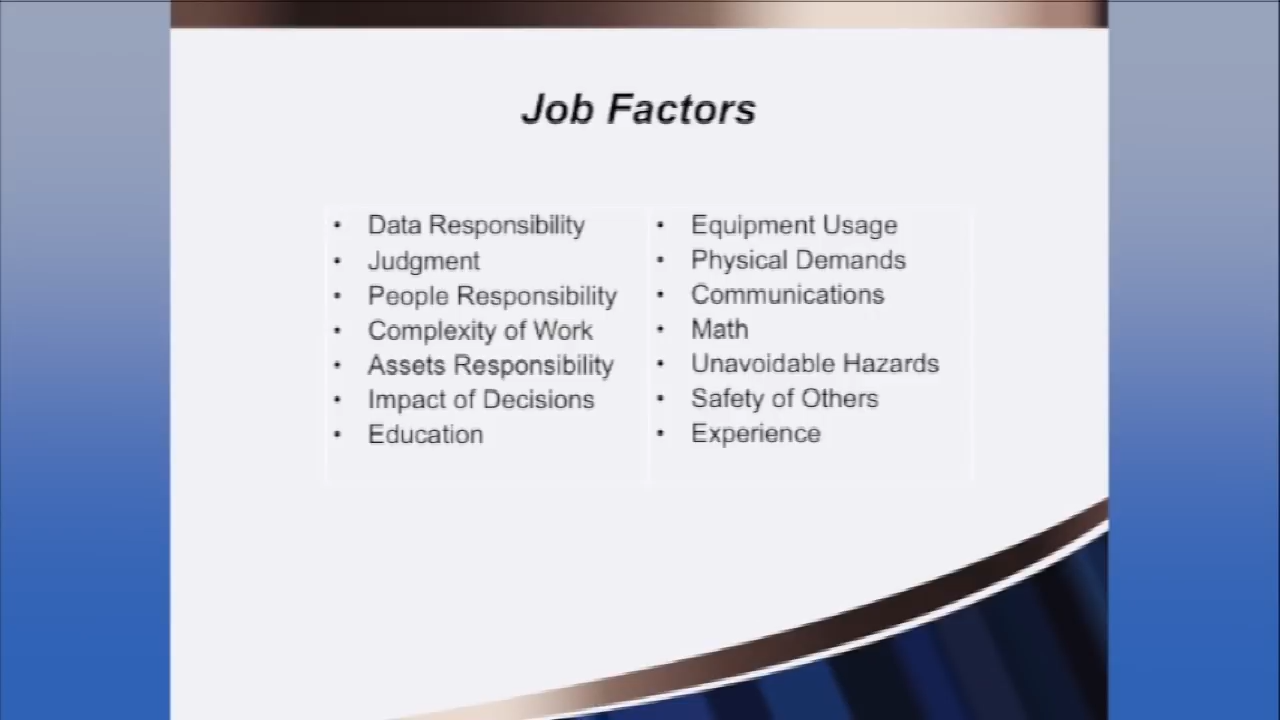 Job Factors
• Data Responsibility
• Judgment
• People Responsibility
• Complexity of Work
• Assets Responsibility
• Impact of Decisions
• Education
• Equipment Usage
• Physical Demands
• Communications
• Math
• Unavoidable Hazards
• Safety of Others
• Experience